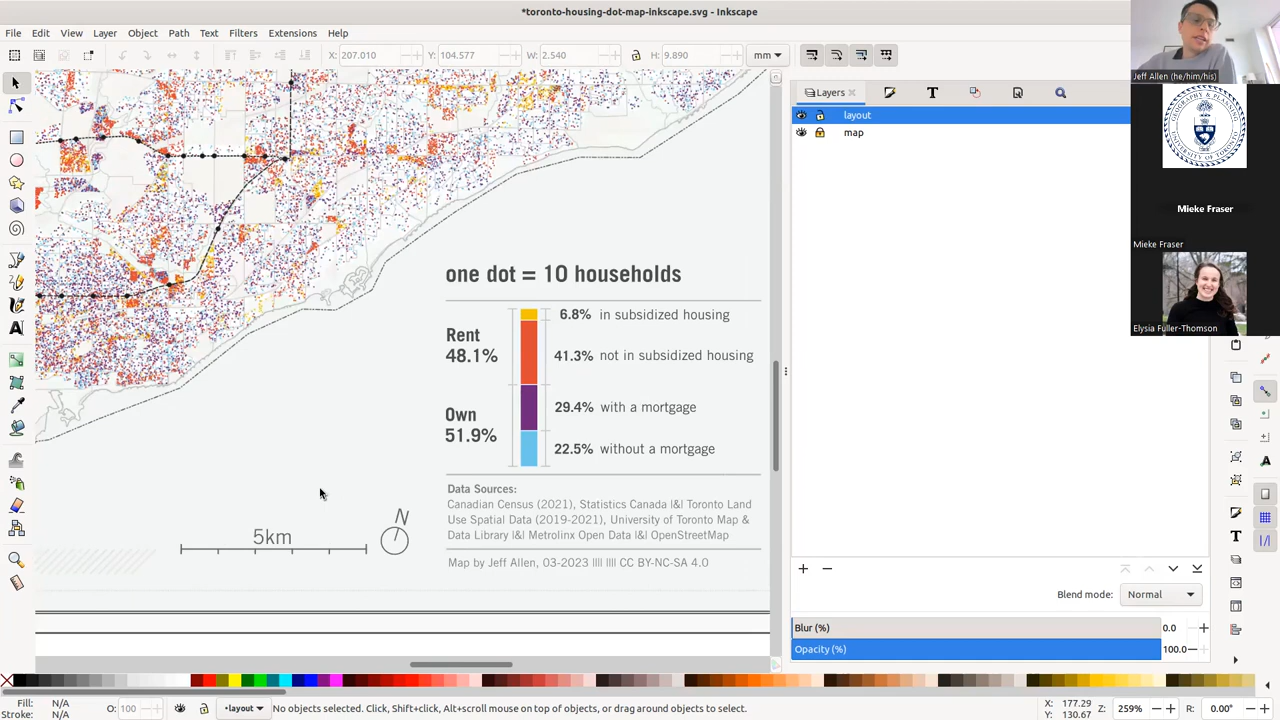 *toronto-housing-dot-map-inkscape.svg - Inkscape
File Edit View Layer Object Path Text Filters Extensions Help
X: 207.010 Y: 104.577 W: 2.540 H: 9.890 mm
Layers
layout
map
one dot = 10 households
Rent
48.1%
Own
51.9%
6.8% in subsidized housing
41.3% not in subsidized housing
29.4% with a mortgage
22.5% without a mortgage
Data Sources:
Canadian Census (2021), Statistics Canada |&| Toronto Land
Use Spatial Data (2019-2021), University of Toronto Map &
Data Library |&| Metrolinx Open Data |&| OpenStreetMap
Map by Jeff Allen, 03-2023 |||| |||| CC BY-NC-SA 4.0
5km
N
Blend mode: Normal
Blur (%) 0.0
Opacity (%) 100.0
Fill: N/A
Stroke: N/A
O: 100
•layout
No objects selected. Click, Shift+click, Alt+scroll mouse on top of objects, or drag around objects to select.
X: 177.29
Y: 130.67
Z: 259%
R: 0.00°
Jeff Allen (he/him/his)
Mieke Fraser
Mieke Fraser
Elysia Fuller-Thomson